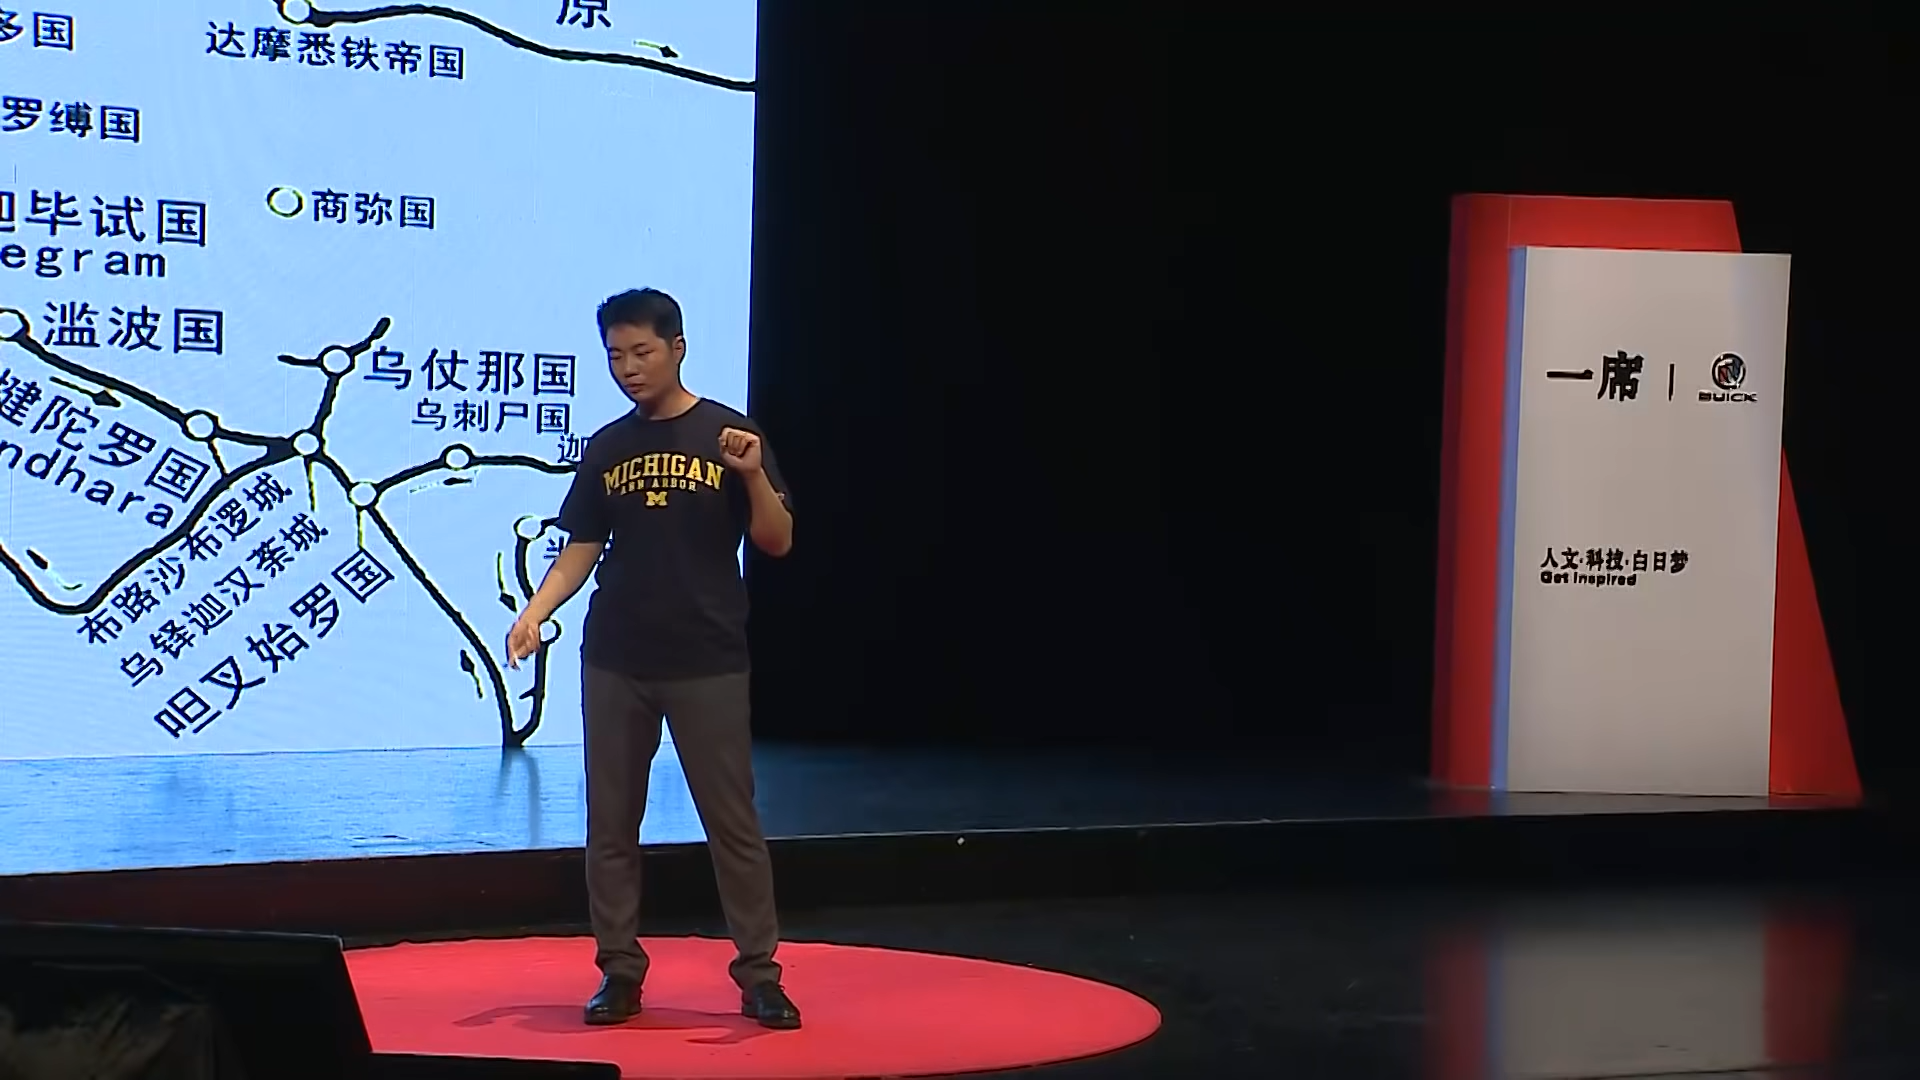 多国
达摩悉铁帝国
原
罗缚国
毕试国
egram
商弥国
滥波国
乌仗那国
乌刺尸国
迦
健陀罗国
ndhara
布路沙布逻城
乌铎迦汉荼城
呾叉始罗国
MICHIGAN
ANN ARBOR
M
一席 | BUICK
人文·科技·白日梦
Get Inspired